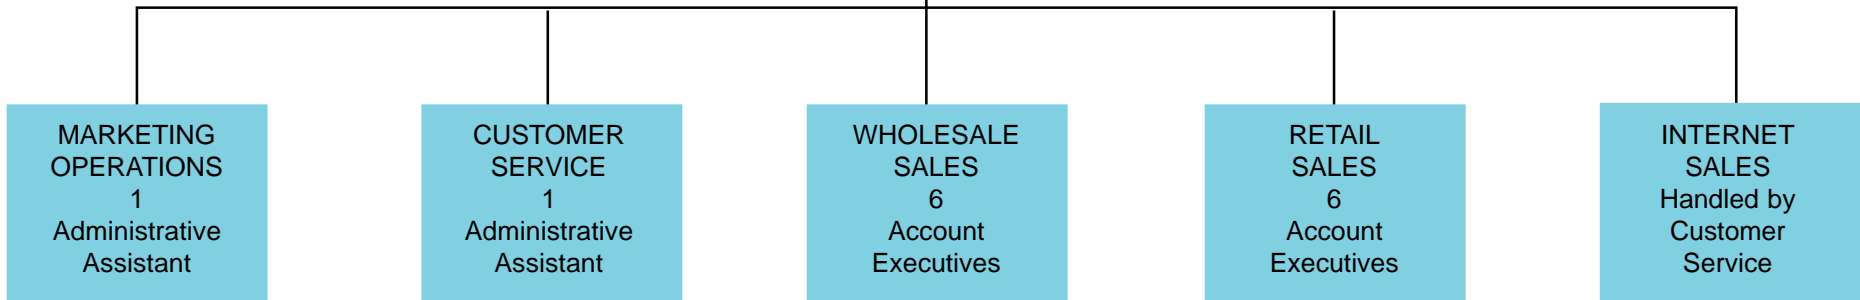 MARKETING
OPERATIONS
1
Administrative
Assistant
CUSTOMER
SERVICE
1
Administrative
Assistant
WHOLESALE
SALES
6
Account
Executives
RETAIL
SALES
6
Account
Executives
INTERNET
SALES
Handled by
Customer
Service